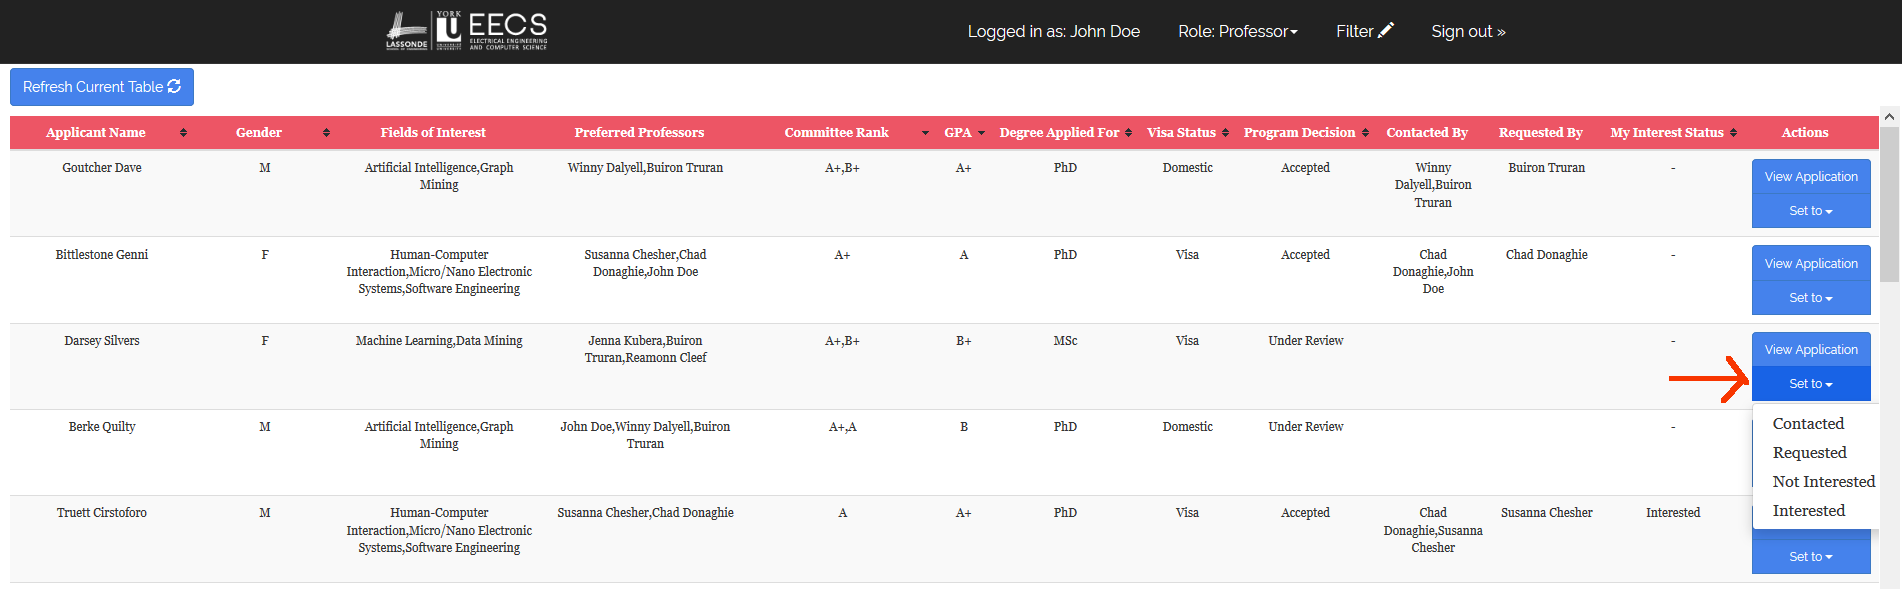 LASSONDE
YORK
U
UNIVERSITÉ
UNIVERSITY
EECS
ELECTRICAL ENGINEERING
AND COMPUTER SCIENCE
Logged in as: John Doe Role: Professor Filter Sign out »
Refresh Current Table
Applicant Name Gender Fields of Interest Preferred Professors Committee Rank GPA Degree Applied For Visa Status Program Decision Contacted By Requested By My Interest Status Actions
Goutcher Dave M Artificial Intelligence,Graph Winny Dalyell,Buiron Truran A+,B+ A+ PhD Domestic Accepted Winny Buiron Truran - View Application
Mining Dalyell,Buiron
Truran Set to
Bittlestone Genni F Human-Computer Susanna Chesher,Chad A+ A PhD Visa Accepted Chad Chad Donaghie - View Application
Interaction,Micro/Nano Electronic Donaghie,John Doe Donaghie,John
Systems,Software Engineering Doe Set to
Darsey Silvers F Machine Learning,Data Mining Jenna Kubera,Buiron A+,B+ B+ MSc Visa Under Review - View Application
Truran,Reamonn Cleef
Set to
Contacted
Requested
Not Interested
Interested
Berke Quilty M Artificial Intelligence,Graph John Doe,Winny Dalyell,Buiron A+,A B PhD Domestic Under Review -
Mining Truran
Truett Cirstoforo M Human-Computer Susanna Chesher,Chad Donaghie A A+ PhD Visa Accepted Chad Susanna Chesher Interested
Interaction,Micro/Nano Electronic Donaghie,Susanna
Systems,Software Engineering Chesher
Set to